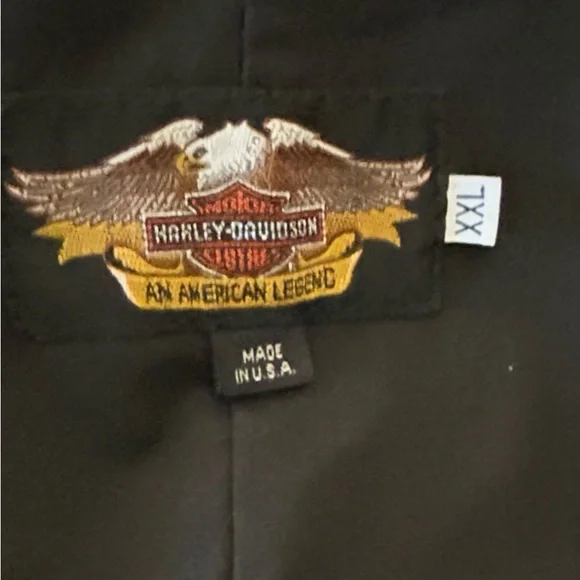 MOTOR
HARLEY-DAVIDSON
AN AMERICAN LEGEND
XXL
MADE
IN U.S.A.